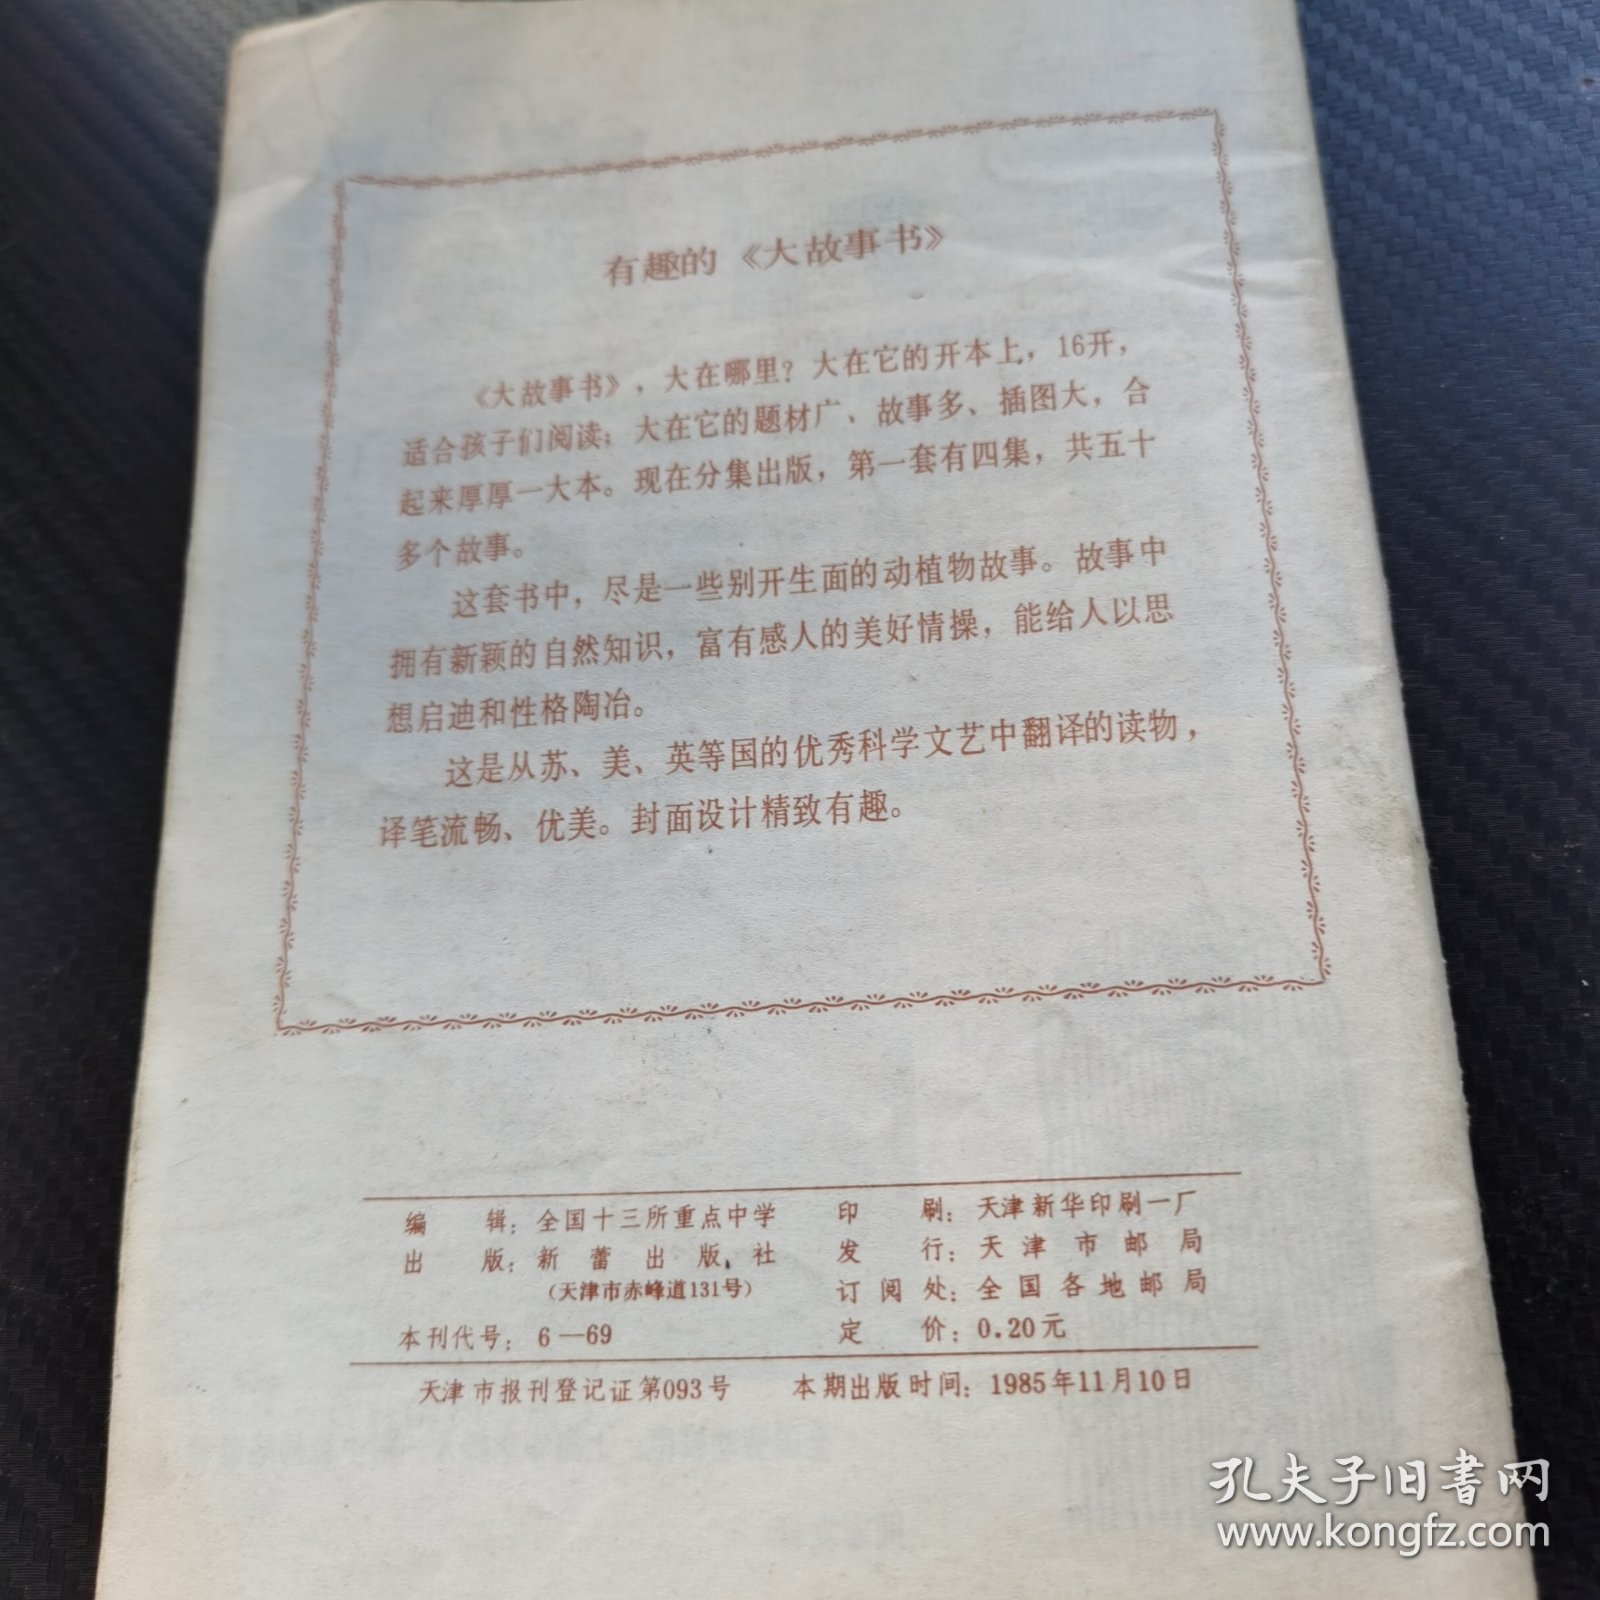 有趣的《大故事书》
《大故事书》，大在哪里？大在它的开本上，16开，
适合孩子们阅读；大在它的题材广、故事多、插图大，合
起来厚厚一大本。现在分集出版，第一套有四集，共五十
多个故事。
这套书中，尽是一些别开生面的动植物故事。故事中
拥有新颖的自然知识，富有感人的美好情操，能给人以思
想启迪和性格陶冶。
这是从苏、美、英等国的优秀科学文艺中翻译的读物，
译笔流畅、优美。封面设计精致有趣。
编 辑：全国十三所重点中学
出 版：新蕾出版社
（天津市赤峰道131号）
本刊代号：6—69
印 刷：天津新华印刷一厂
发 行：天津市邮局
订阅处：全国各地邮局
定 价：0.20元
天津市报刊登记证第093号 本期出版时间：1985年11月10日
孔夫子旧书网
www.kongfz.com